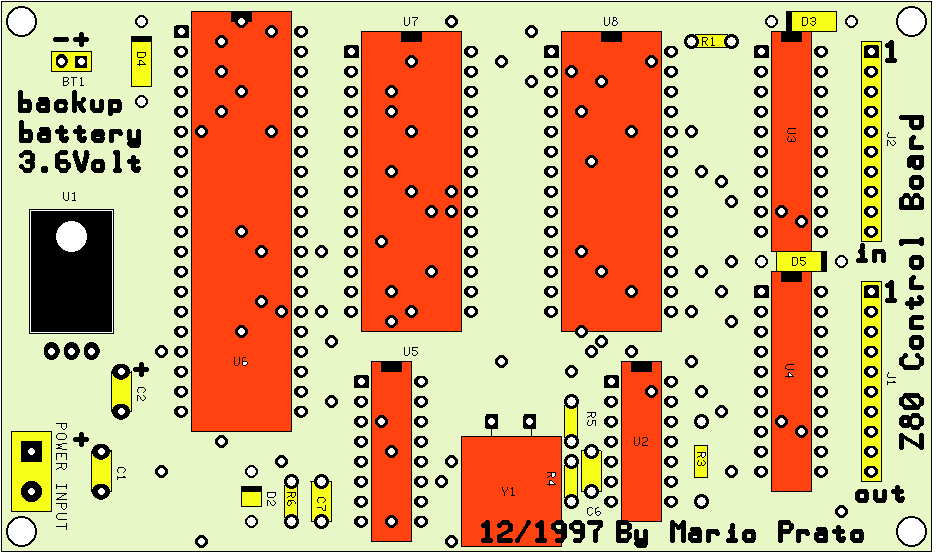 U7
U8
D3
- +
D4
R1
1
BT1
backup
battery
3.6Volt
U3
J2
Z80 Control Board
U1
in
D5
1
U6
U5
U4
J1
+
C2
R5
U2
+
POWER INPUT
C1
R3
R4
D2
R6
C7
Y1
C6
out
12/1997 By Mario Prato